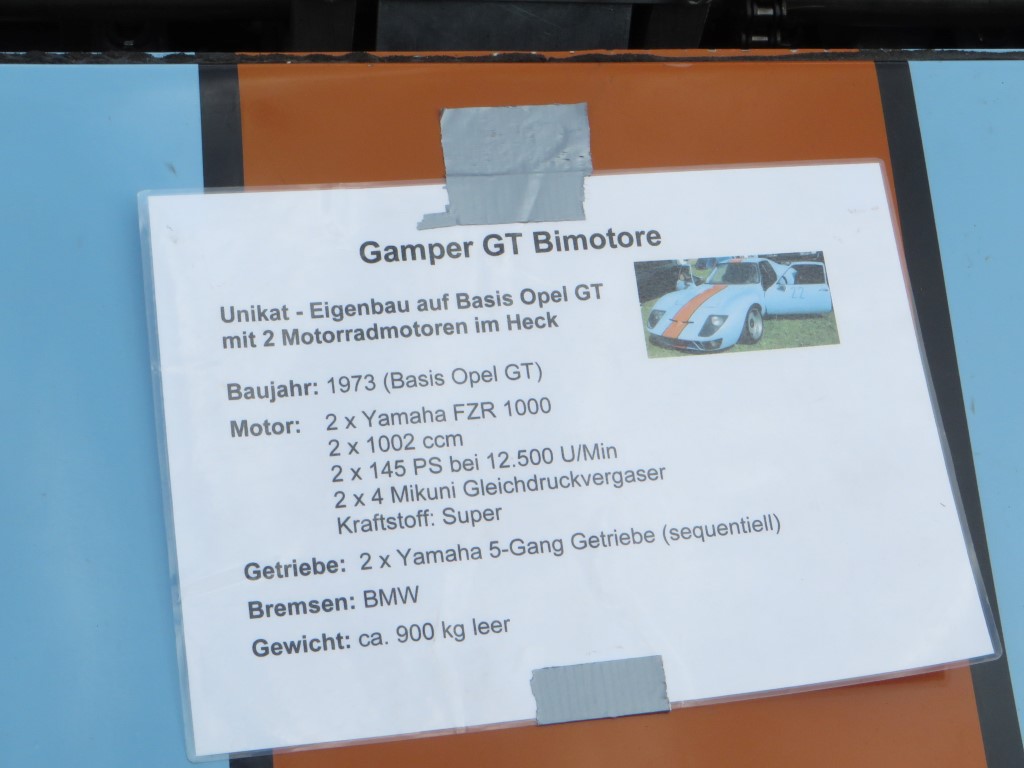 Gamper GT Bimotore
Unikat - Eigenbau auf Basis Opel GT
mit 2 Motorradmotoren im Heck
Baujahr: 1973 (Basis Opel GT)
Motor: 2 x Yamaha FZR 1000
2 x 1002 ccm
2 x 145 PS bei 12.500 U/Min
2 x 4 Mikuni Gleichdruckvergaser
Kraftstoff: Super
Getriebe: 2 x Yamaha 5-Gang Getriebe (sequentiell)
Bremsen: BMW
Gewicht: ca. 900 kg leer